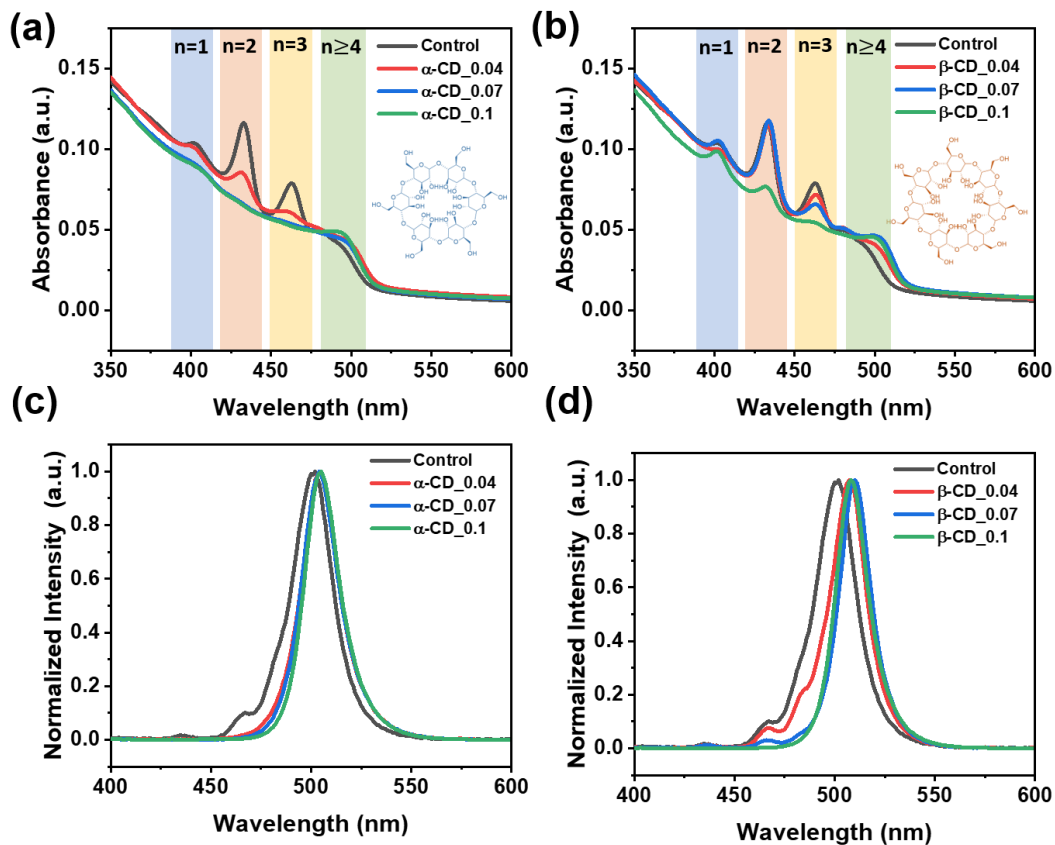 (a)
n=1 n=2 n=3 n≥4
Control
α-CD_0.04
α-CD_0.07
α-CD_0.1
0.15
0.10
0.05
0.00
Absorbance (a.u.)
350 400 450 500 550 600
Wavelength (nm)
(b)
n=1 n=2 n=3 n≥4
Control
β-CD_0.04
β-CD_0.07
β-CD_0.1
0.15
0.10
0.05
0.00
Absorbance (a.u.)
350 400 450 500 550 600
Wavelength (nm)
(c)
Control
α-CD_0.04
α-CD_0.07
α-CD_0.1
1.0
0.8
0.6
0.4
0.2
0.0
Normalized Intensity (a.u.)
400 450 500 550 600
Wavelength (nm)
(d)
Control
β-CD_0.04
β-CD_0.07
β-CD_0.1
1.0
0.8
0.6
0.4
0.2
0.0
Normalized Intensity (a.u.)
400 450 500 550 600
Wavelength (nm)